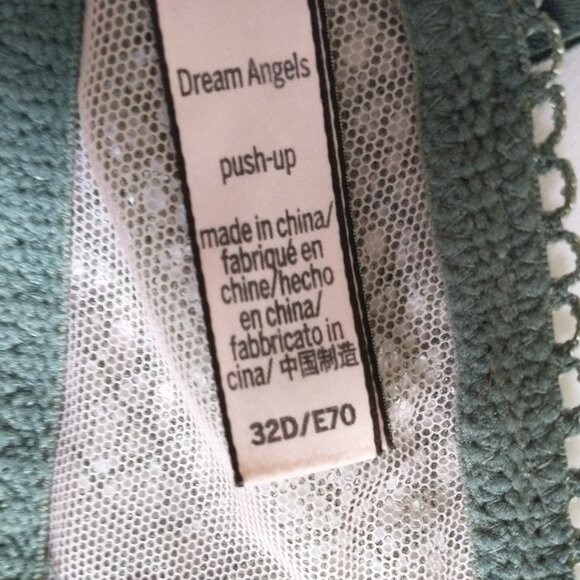 Dream Angels
push-up
made in china/
fabriqué en
chine/hecho
en china/
fabbricato in
cina/ 中国制造
32D/E70